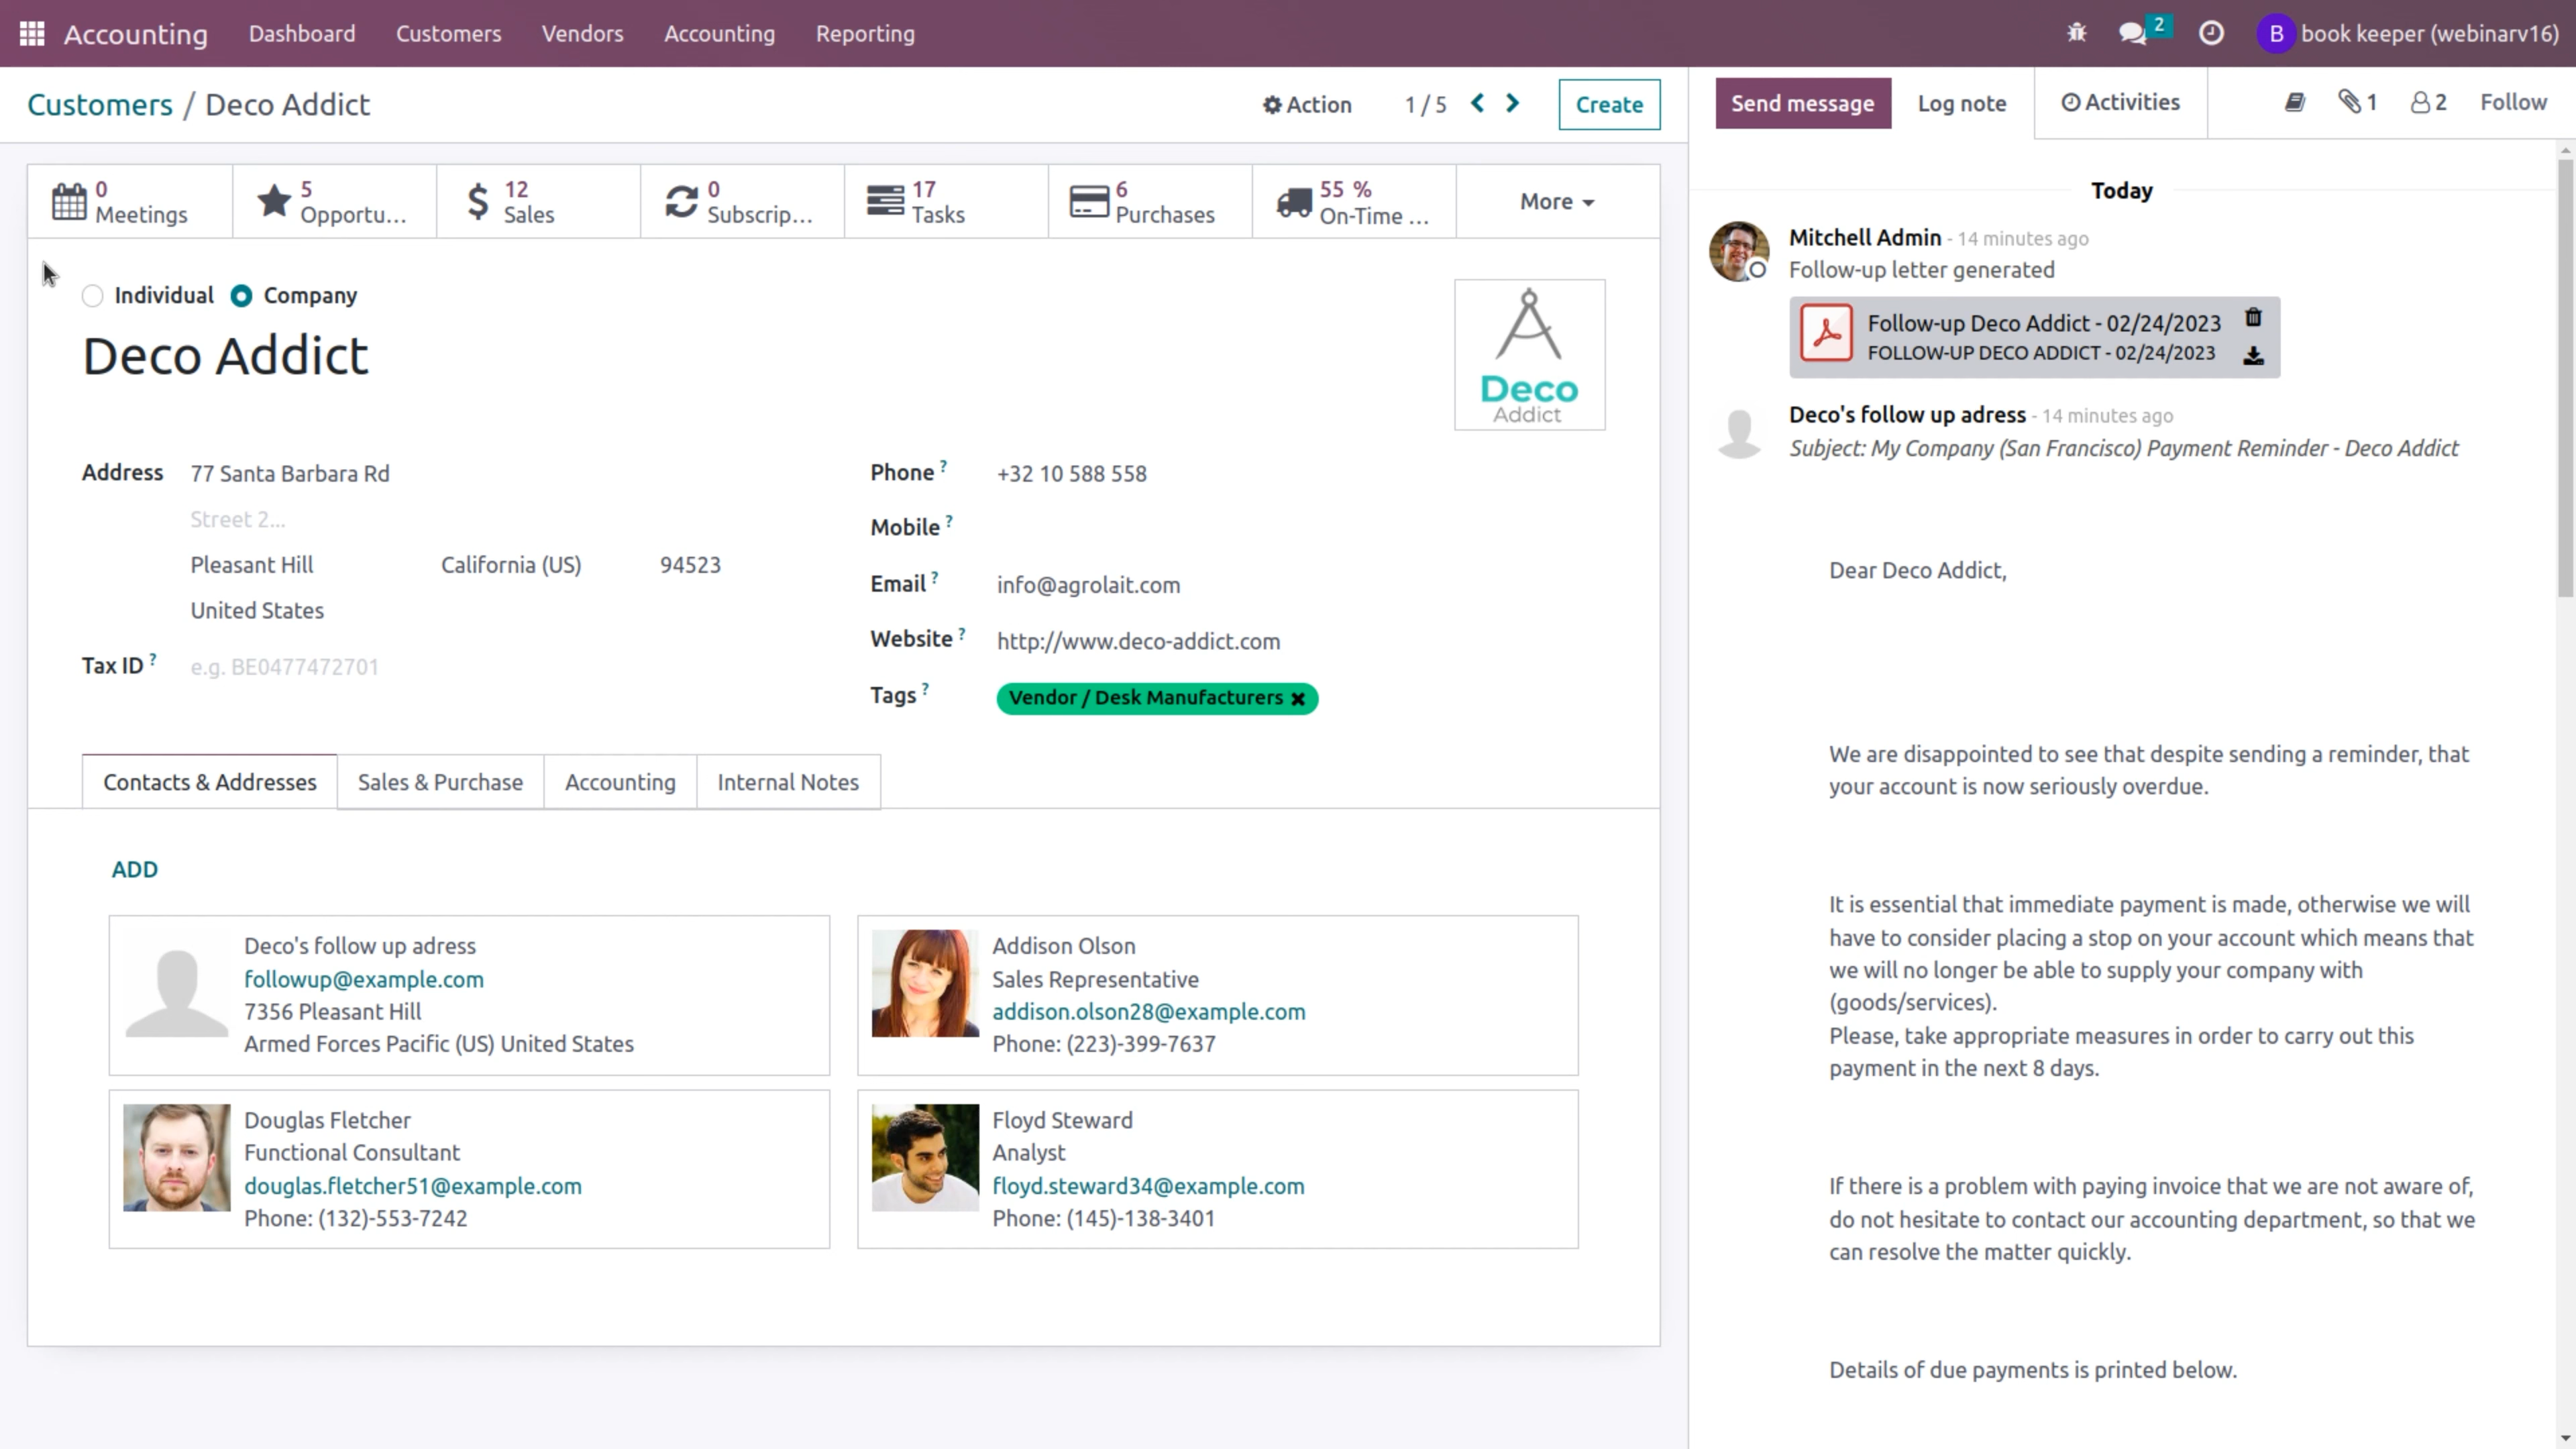 Accounting Dashboard Customers Vendors Accounting Reporting 2 B book keeper (webinarv16)
Customers / Deco Addict Action 1 / 5 Create
0 Meetings
5 Opportu...
12 Sales
0 Subscrip...
17 Tasks
6 Purchases
55 % On-Time ...
More
Individual Company
Deco Addict
Deco
Addict
Address 77 Santa Barbara Rd
Street 2...
Pleasant Hill California (US) 94523
United States
Tax ID ? e.g. BE0477472701
Phone ? +32 10 588 558
Mobile ?
Email ? info@agrolait.com
Website ? http://www.deco-addict.com
Tags ? Vendor / Desk Manufacturers
Contacts & Addresses Sales & Purchase Accounting Internal Notes
ADD
Deco's follow up adress
followup@example.com
7356 Pleasant Hill
Armed Forces Pacific (US) United States
Addison Olson
Sales Representative
addison.olson28@example.com
Phone: (223)-399-7637
Douglas Fletcher
Functional Consultant
douglas.fletcher51@example.com
Phone: (132)-553-7242
Floyd Steward
Analyst
floyd.steward34@example.com
Phone: (145)-138-3401
Send message Log note Activities 1 2 Follow
Today
Mitchell Admin - 14 minutes ago
Follow-up letter generated
Follow-up Deco Addict - 02/24/2023
FOLLOW-UP DECO ADDICT - 02/24/2023
Deco's follow up adress - 14 minutes ago
Subject: My Company (San Francisco) Payment Reminder - Deco Addict
Dear Deco Addict,
We are disappointed to see that despite sending a reminder, that
your account is now seriously overdue.
It is essential that immediate payment is made, otherwise we will
have to consider placing a stop on your account which means that
we will no longer be able to supply your company with
(goods/services).
Please, take appropriate measures in order to carry out this
payment in the next 8 days.
If there is a problem with paying invoice that we are not aware of,
do not hesitate to contact our accounting department, so that we
can resolve the matter quickly.
Details of due payments is printed below.